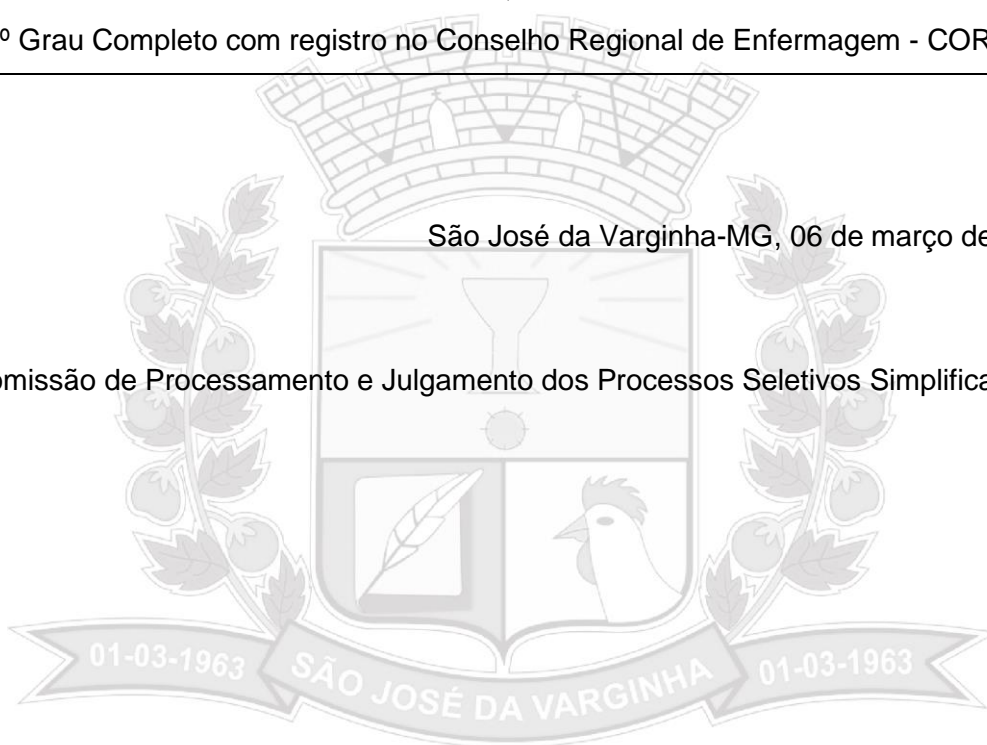 º Grau Completo com registro no Conselho Regional de Enfermagem - COR
São José da Varginha-MG, 06 de março de
omissão de Processamento e Julgamento dos Processos Seletivos Simplifica
01-03-1963 SÃO JOSÉ DA VARGINHA 01-03-1963